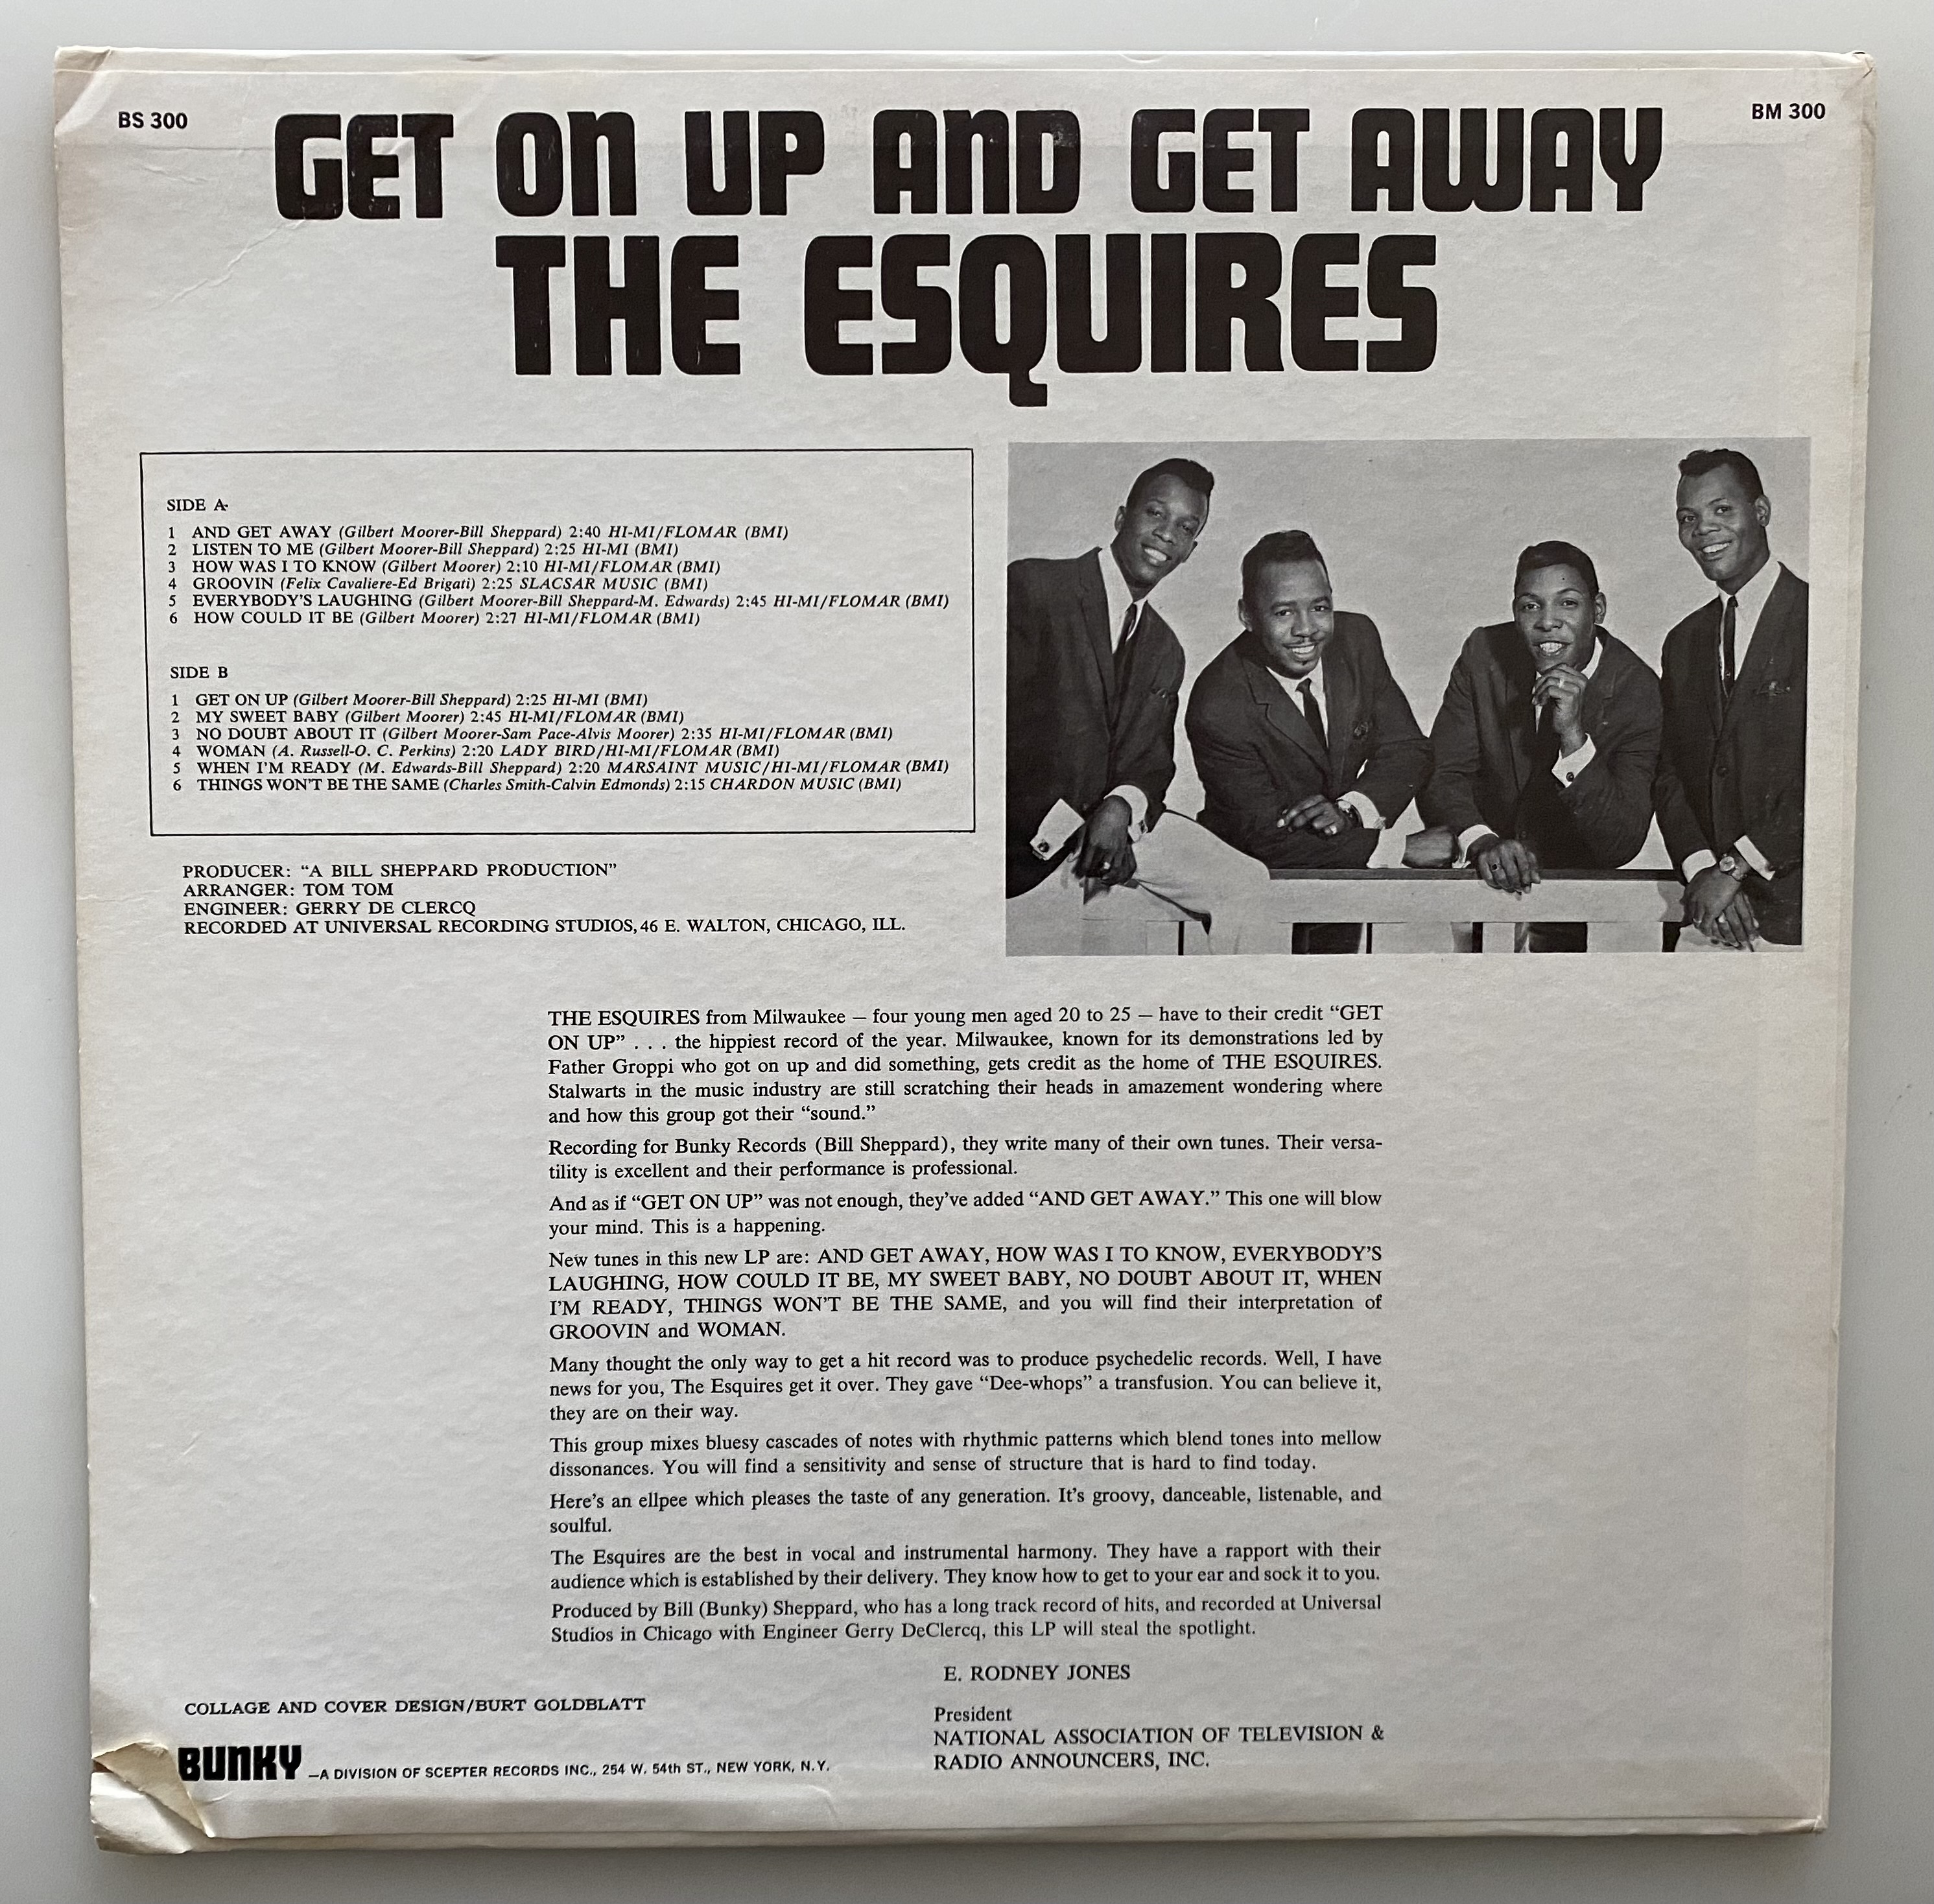 BS 300
BM 300
GET ON UP AND GET AWAY
THE ESQUIRES
SIDE A
1 AND GET AWAY (Gilbert Moorer-Bill Sheppard) 2:40 HI-MI/FLOMAR (BMI)
2 LISTEN TO ME (Gilbert Moorer-Bill Sheppard) 2:25 HI-MI (BMI)
3 HOW WAS I TO KNOW (Gilbert Moorer) 2:10 HI-MI/FLOMAR (BMI)
4 GROOVIN (Felix Cavaliere-Ed Brigati) 2:25 SLACSAR MUSIC (BMI)
5 EVERYBODY'S LAUGHING (Gilbert Moorer-Bill Sheppard-M. Edwards) 2:45 HI-MI/FLOMAR (BMI)
6 HOW COULD IT BE (Gilbert Moorer) 2:27 HI-MI/FLOMAR (BMI)
SIDE B
1 GET ON UP (Gilbert Moorer-Bill Sheppard) 2:25 HI-MI (BMI)
2 MY SWEET BABY (Gilbert Moorer) 2:45 HI-MI/FLOMAR (BMI)
3 NO DOUBT ABOUT IT (Gilbert Moorer-Sam Pace-Alvis Moorer) 2:35 HI-MI/FLOMAR (BMI)
4 WOMAN (A. Russell-O. C. Perkins) 2:20 LADY BIRD/HI-MI/FLOMAR (BMI)
5 WHEN I'M READY (M. Edwards-Bill Sheppard) 2:20 MARSAINT MUSIC/HI-MI/FLOMAR (BMI)
6 THINGS WON'T BE THE SAME (Charles Smith-Calvin Edmonds) 2:15 CHARDON MUSIC (BMI)
PRODUCER: “A BILL SHEPPARD PRODUCTION”
ARRANGER: TOM TOM
ENGINEER: GERRY DE CLERCQ
RECORDED AT UNIVERSAL RECORDING STUDIOS, 46 E. WALTON, CHICAGO, ILL.
THE ESQUIRES from Milwaukee — four young men aged 20 to 25 — have to their credit “GET
ON UP” . . . the hippiest record of the year. Milwaukee, known for its demonstrations led by
Father Groppi who got on up and did something, gets credit as the home of THE ESQUIRES.
Stalwarts in the music industry are still scratching their heads in amazement wondering where
and how this group got their “sound.”
Recording for Bunky Records (Bill Sheppard), they write many of their own tunes. Their versa-
tility is excellent and their performance is professional.
And as if “GET ON UP” was not enough, they've added “AND GET AWAY.” This one will blow
your mind. This is a happening.
New tunes in this new LP are: AND GET AWAY, HOW WAS I TO KNOW, EVERYBODY'S
LAUGHING, HOW COULD IT BE, MY SWEET BABY, NO DOUBT ABOUT IT, WHEN
I'M READY, THINGS WON'T BE THE SAME, and you will find their interpretation of
GROOVIN and WOMAN.
Many thought the only way to get a hit record was to produce psychedelic records. Well, I have
news for you, The Esquires get it over. They gave “Dee-whops” a transfusion. You can believe it,
they are on their way.
This group mixes bluesy cascades of notes with rhythmic patterns which blend tones into mellow
dissonances. You will find a sensitivity and sense of structure that is hard to find today.
Here's an ellpee which pleases the taste of any generation. It's groovy, danceable, listenable, and
soulful.
The Esquires are the best in vocal and instrumental harmony. They have a rapport with their
audience which is established by their delivery. They know how to get to your ear and sock it to you.
Produced by Bill (Bunky) Sheppard, who has a long track record of hits, and recorded at Universal
Studios in Chicago with Engineer Gerry DeClercq, this LP will steal the spotlight.
E. RODNEY JONES
President
NATIONAL ASSOCIATION OF TELEVISION &
RADIO ANNOUNCERS, INC.
COLLAGE AND COVER DESIGN/BURT GOLDBLATT
BUNKY —A DIVISION OF SCEPTER RECORDS INC., 254 W. 54th ST., NEW YORK, N.Y.